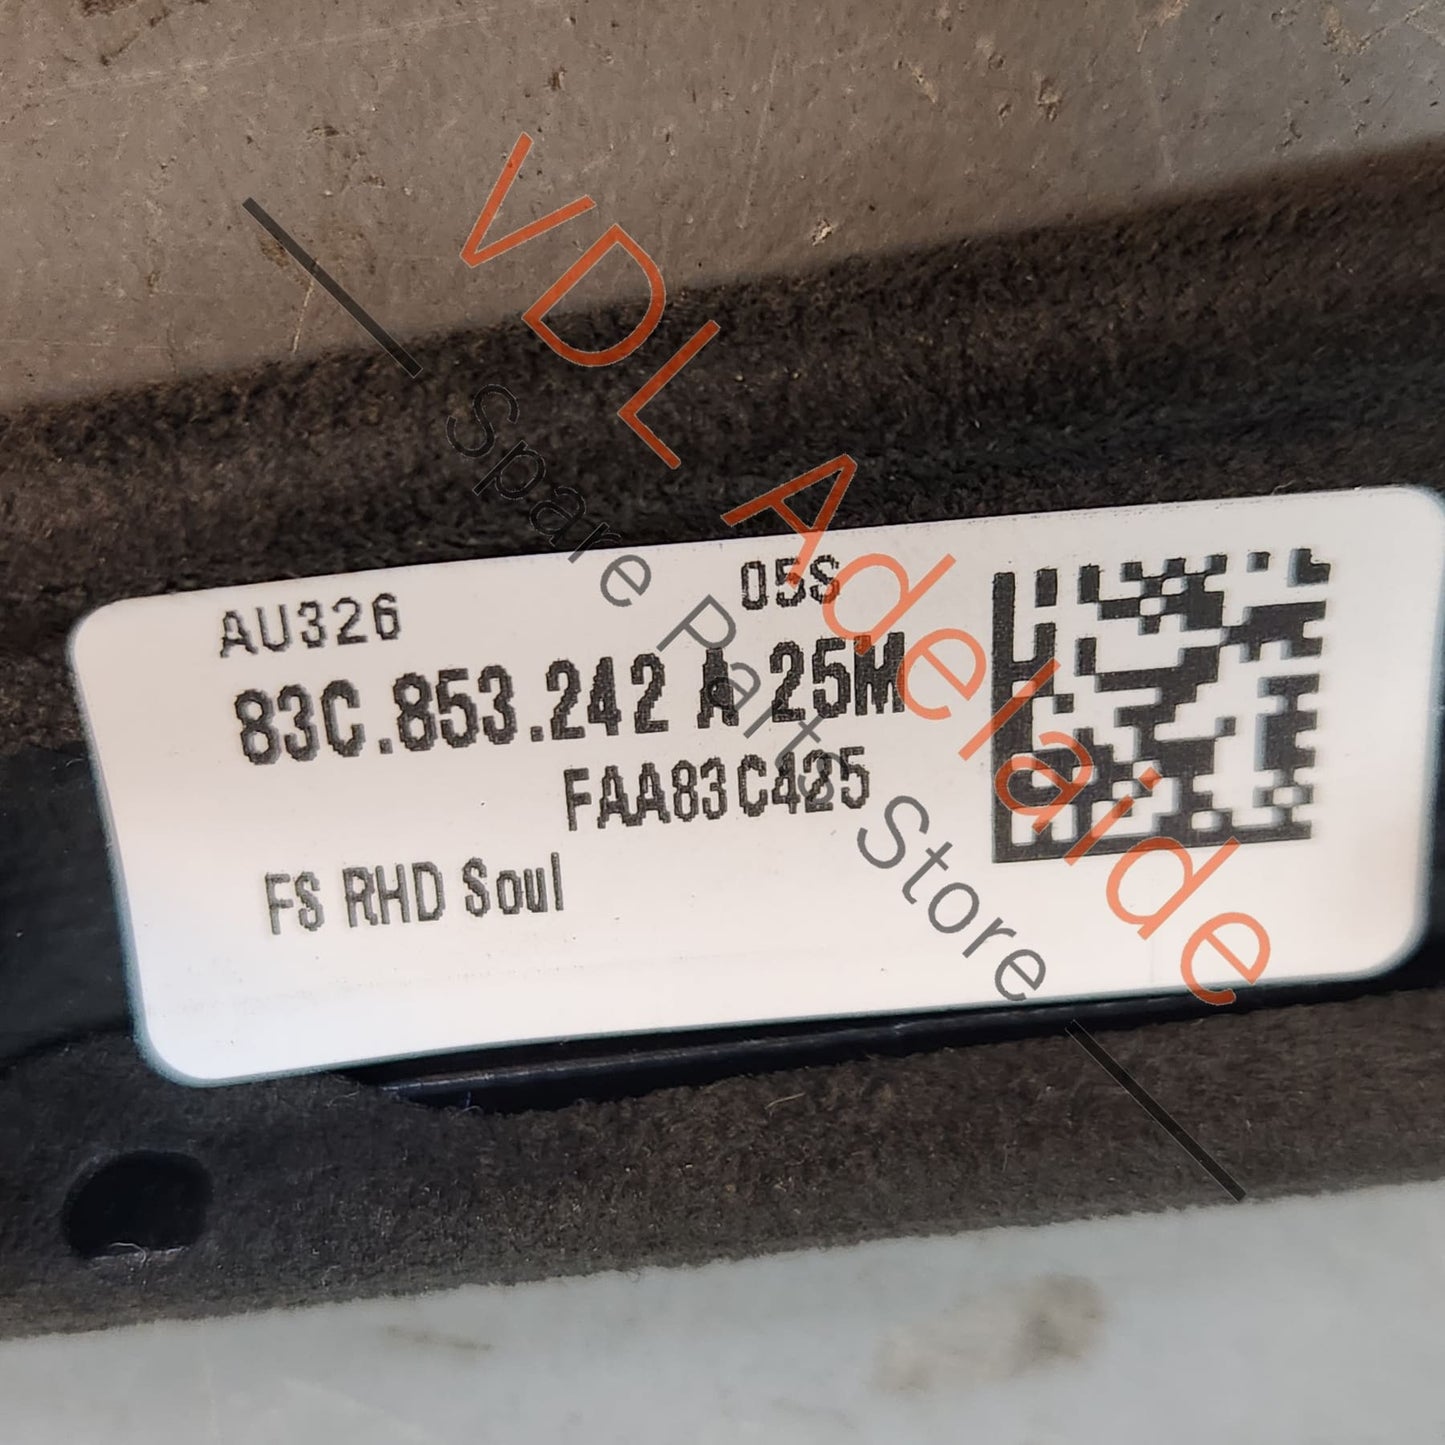 AU326 05S
83C.853.242 A 25M
FAA83C425
FS RHD Soul
VDL Adelaide
Spare Parts Store